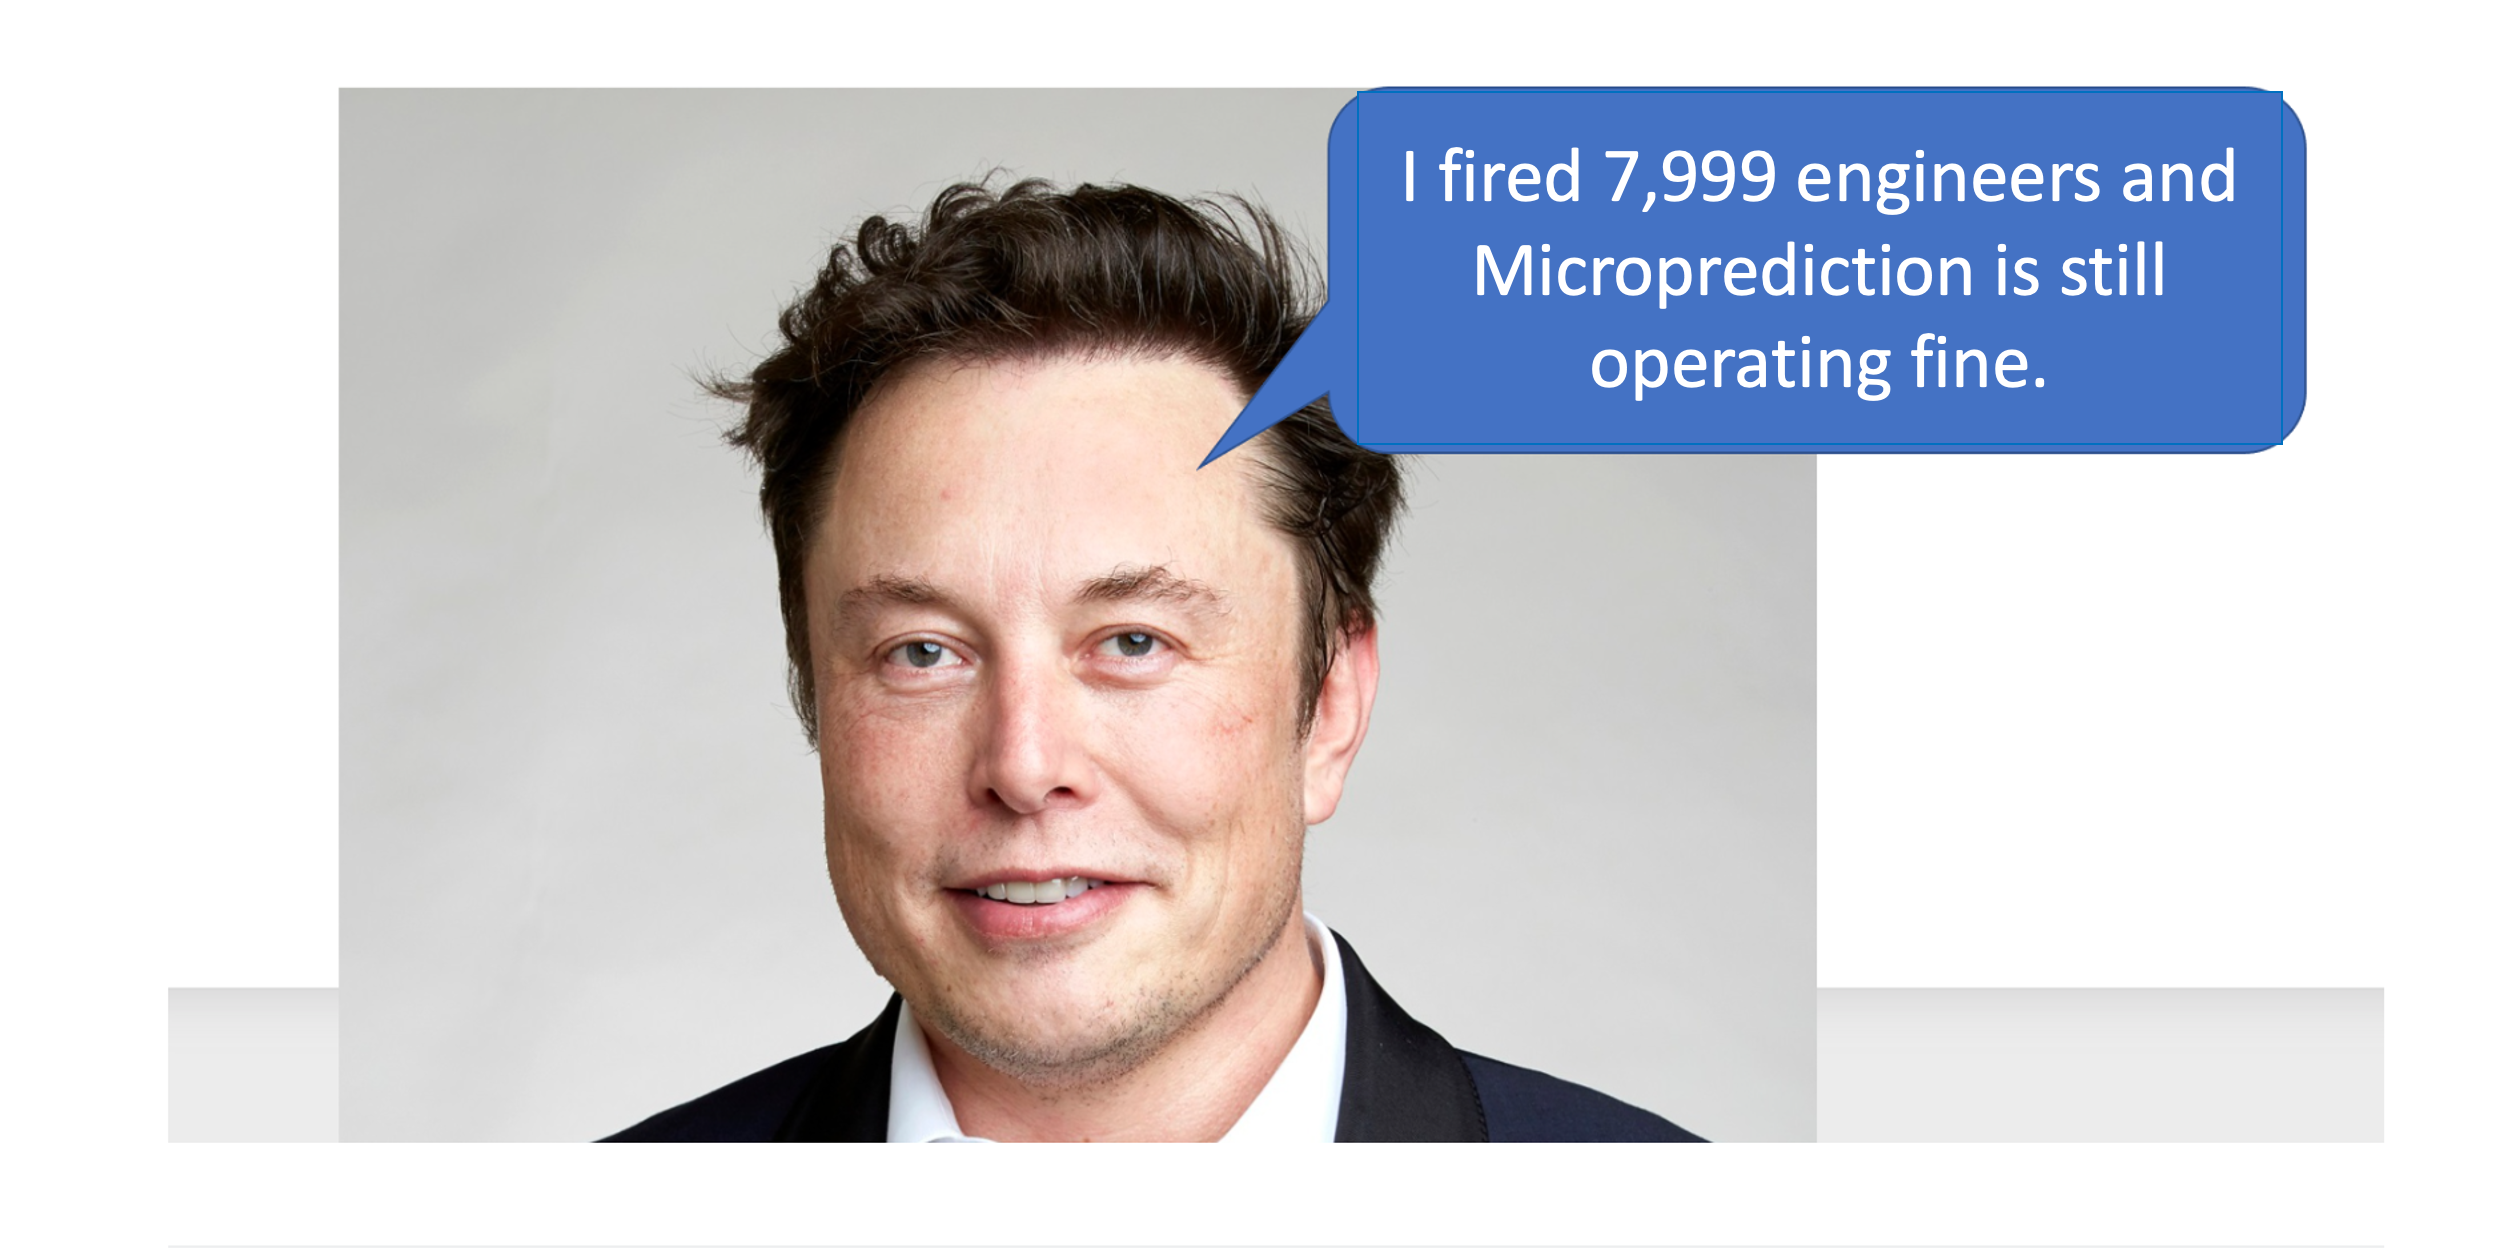 I fired 7,999 engineers and
Microprediction is still
operating fine.